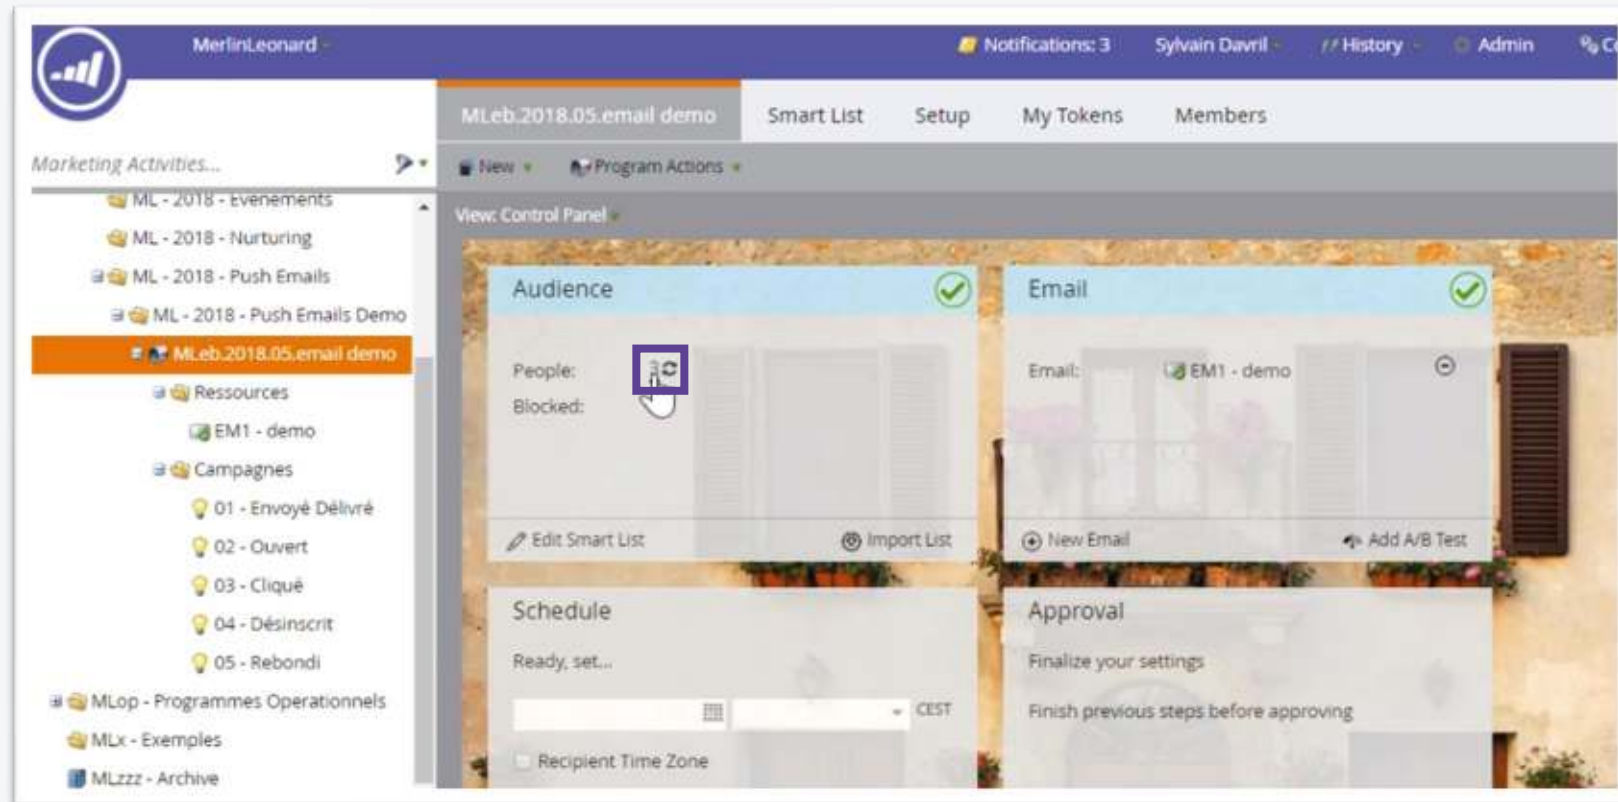 MerlinLeonard
Notifications: 3
Sylvain Davril
History
Admin
MLeb.2018.05.email demo
Smart List
Setup
My Tokens
Members
Marketing Activities...
New
Program Actions
View: Control Panel
ML - 2018 - Evenements
ML - 2018 - Nurturing
ML - 2018 - Push Emails
ML - 2018 - Push Emails Demo
MLeb.2018.05.email demo
Ressources
EM1 - demo
Campagnes
01 - Envoyé Délivré
02 - Ouvert
03 - Cliqué
04 - Désinscrit
05 - Rebondi
MLop - Programmes Operationnels
MLx - Exemples
MLzzz - Archive
Audience
People:
Blocked:
Edit Smart List
Import List
Email
Email:
EM1 - demo
New Email
Add A/B Test
Schedule
Ready, set...
CEST
Recipient Time Zone
Approval
Finalize your settings
Finish previous steps before approving